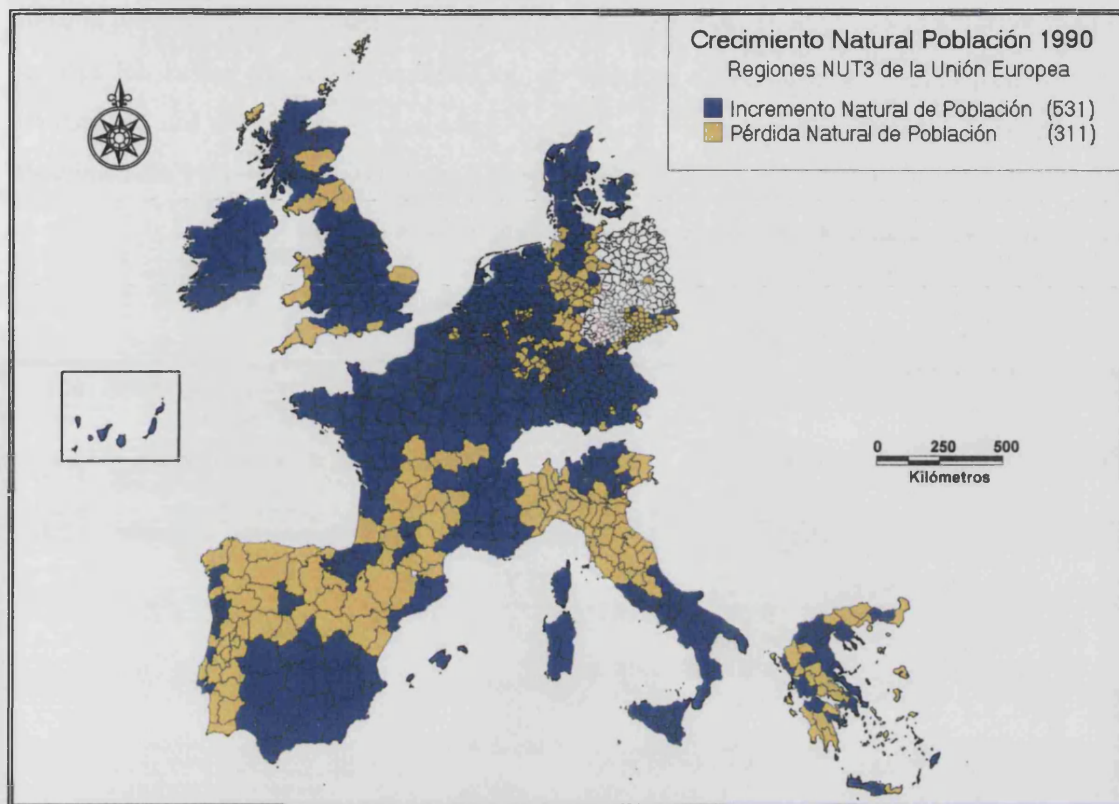 Crecimiento Natural Población 1990
Regiones NUT3 de la Unión Europea
Incremento Natural de Población (531)
Pérdida Natural de Población (311)
0 250 500
Kilómetros